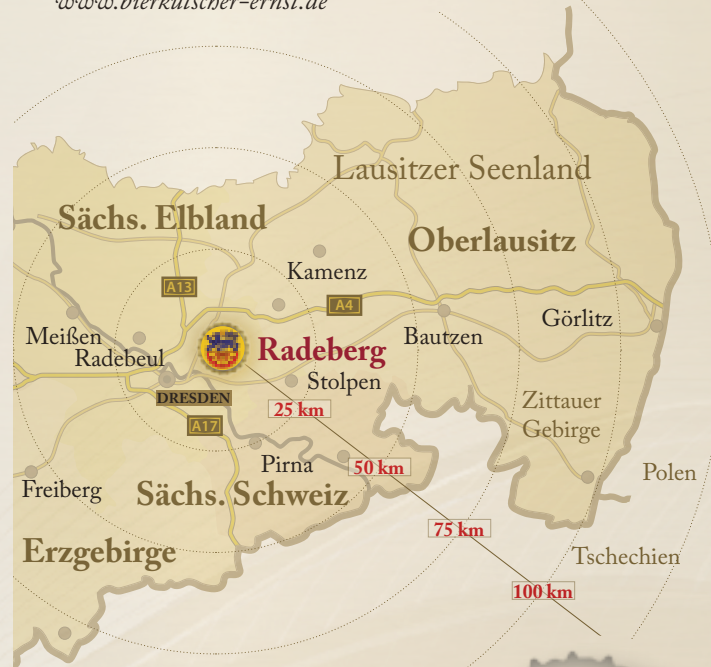 www.bierkutscher-ernst.de
Lausitzer Seenland
Sächs. Elbland
Oberlausitz
Kamenz
A13
A4
Meißen
Radebeul
Radeberg
Bautzen
Görlitz
Stolpen
DRESDEN
25 km
A17
Zittauer
Gebirge
Pirna
50 km
Polen
Freiberg
Sächs. Schweiz
75 km
Erzgebirge
Tschechien
100 km